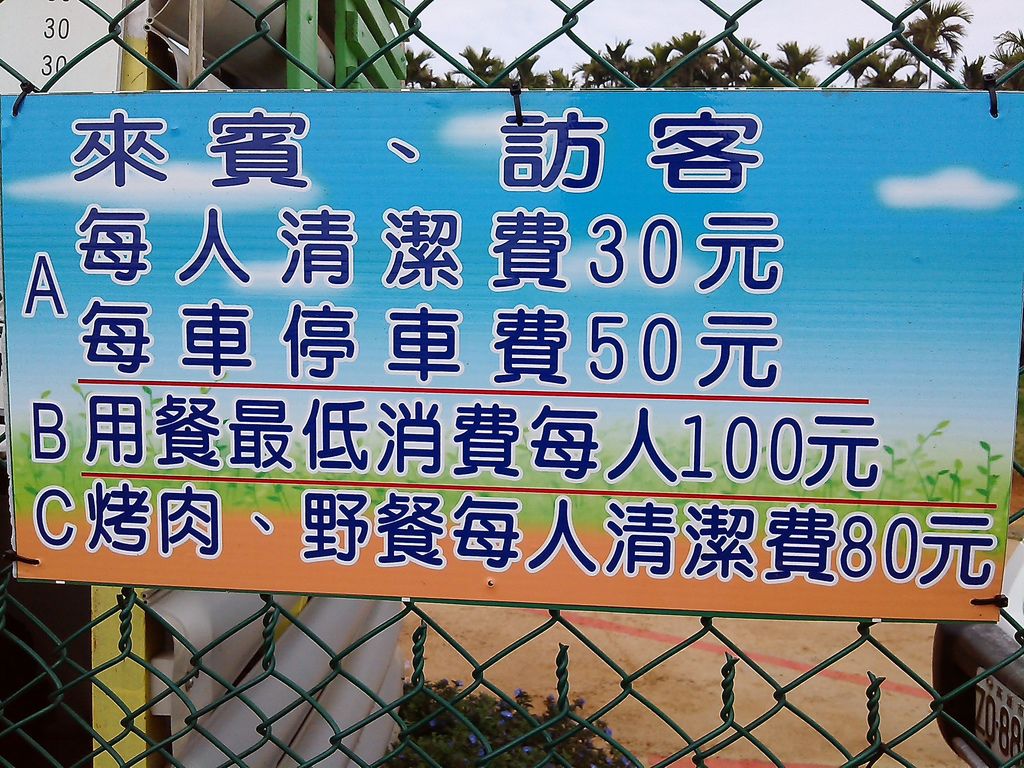 30
30
來賓、訪客
A
每人清潔費30元
每車停車費50元
B 用餐最低消費每人100元
C 烤肉、野餐每人清潔費80元